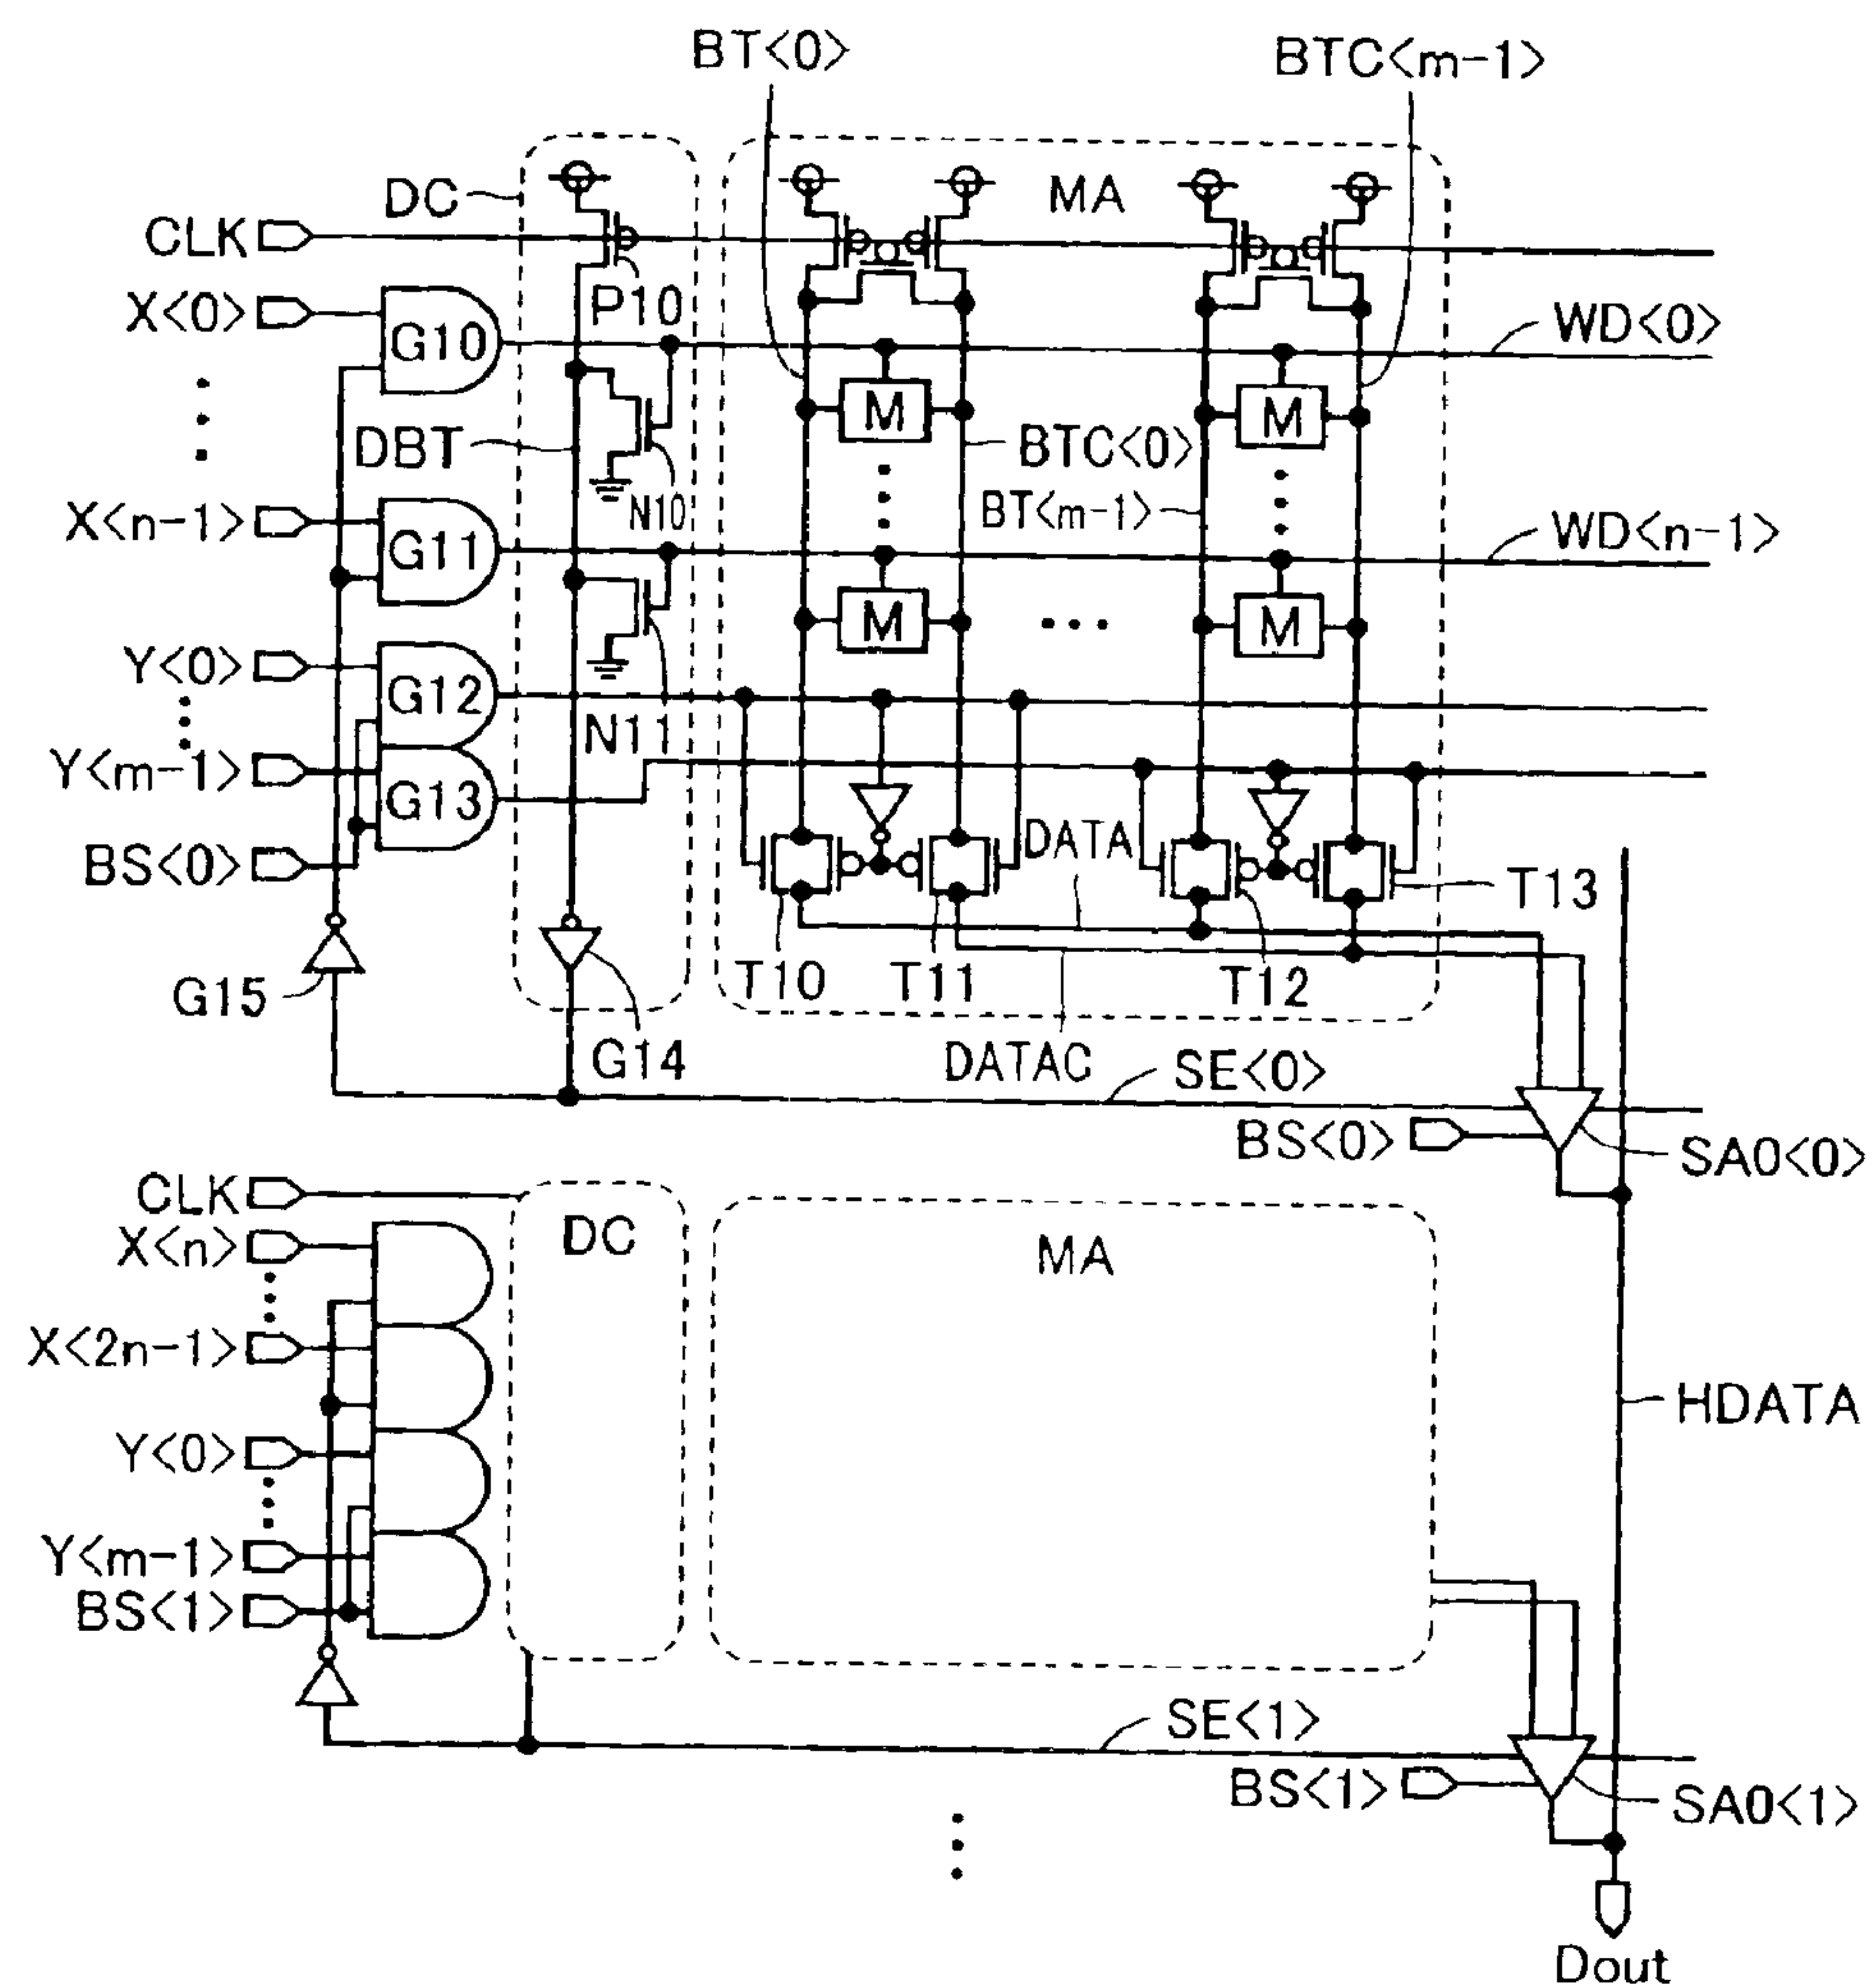 BT<0>
BTC<m-1>
DC
MA
CLK
P10
X<0>
G10
WD<0>
M
M
DBT
BTC<0>
N10
BT<m-1>
X<n-1>
G11
WD<n-1>
M
M
Y<0>
G12
N11
Y<m-1>
G13
DATA
BS<0>
T13
G15
T10
T11
T12
G14
DATAC
SE<0>
BS<0>
SA0<0>
CLK
X<n>
DC
MA
X<2n-1>
HDATA
Y<0>
Y<m-1>
BS<1>
SE<1>
BS<1>
SA0<1>
Dout